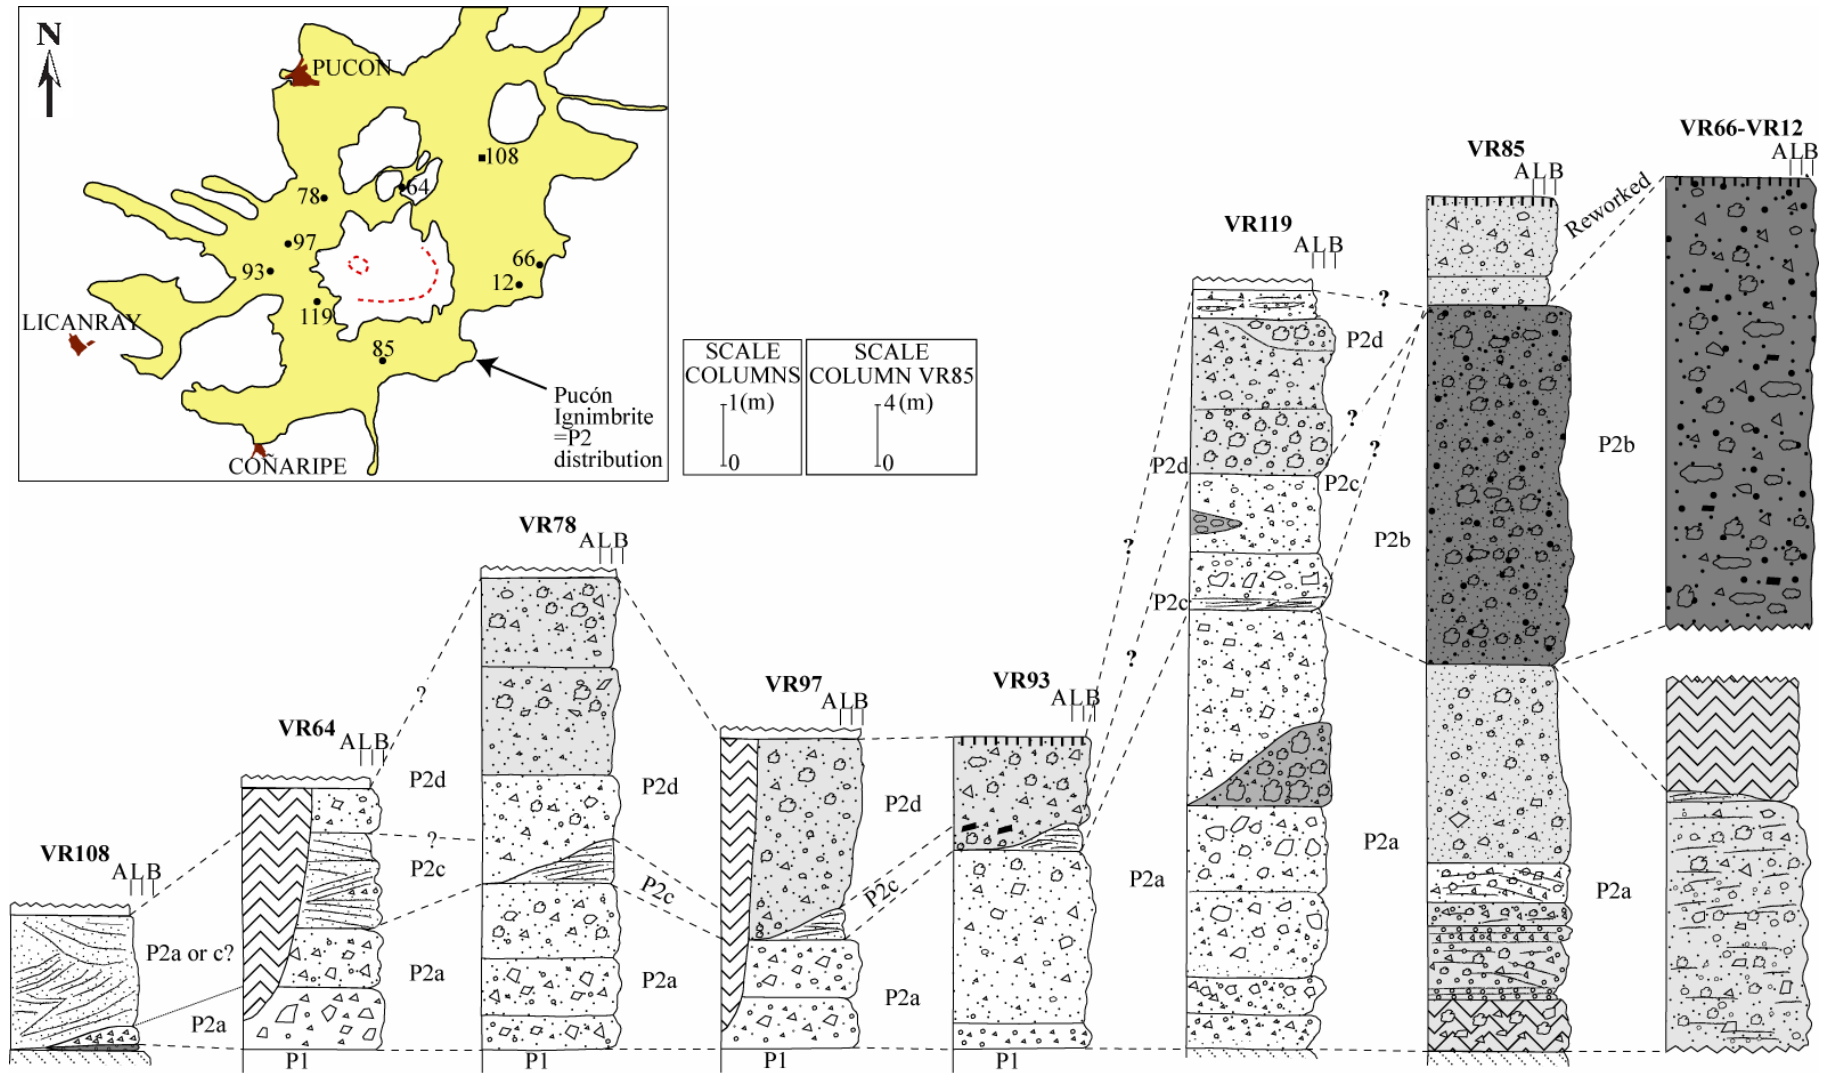 N
PUCON
108
64
78
97
93
66
12
119
LICANRAY
85
COÑARIPE
Pucón
Ignimbrite
=P2
distribution
SCALE
COLUMNS
1(m)
0
SCALE
COLUMN VR85
4(m)
0
VR108
ALB
P2a or c?
P2a
VR64
ALB
P2d
?
?
P2c
P2a
P1
VR78
ALB
P2d
P2c
P2a
P1
VR97
ALB
P2d
P2c
P2a
P1
VR93
ALB
P2d
?
?
P2c
P2a
P1
VR119
ALB
?
P2d
?
?
P2c
P2b
P2a
VR85
ALB
Reworked
P2b
P2a
VR66-VR12
ALB